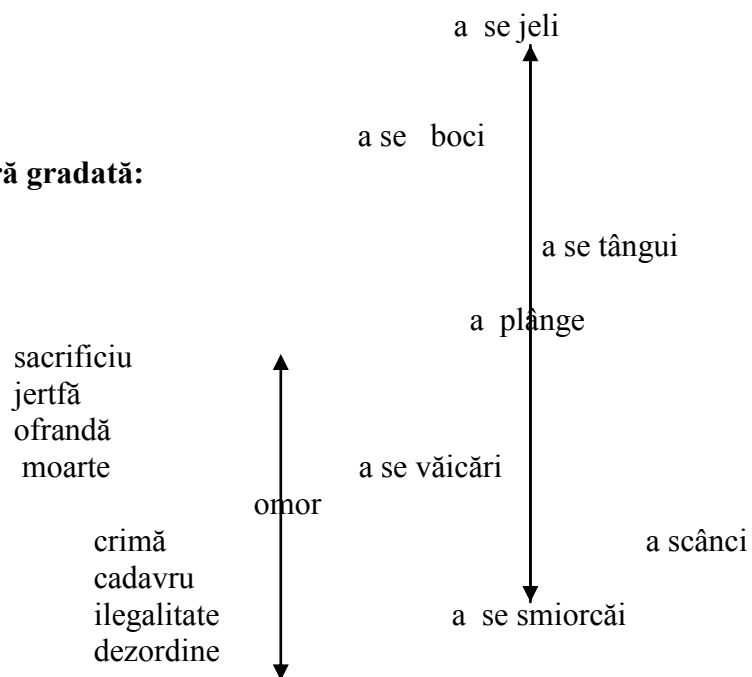 a se jeli
a se boci
ră gradată:
a se tângui
a plânge
sacrificiu
jertfă
ofrandă
moarte
a se văicări
omor
crimă
a scânci
cadavru
ilegalitate
a se smiorcăi
dezordine